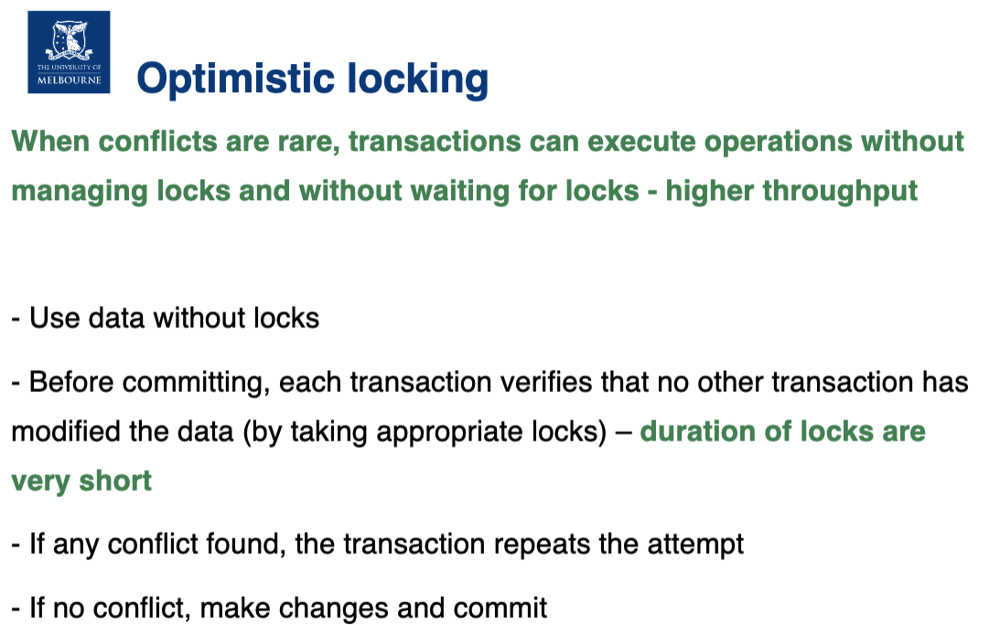 THE UNIVERSITY OF
MELBOURNE
Optimistic locking
When conflicts are rare, transactions can execute operations without
managing locks and without waiting for locks - higher throughput
- Use data without locks
- Before committing, each transaction verifies that no other transaction has
modified the data (by taking appropriate locks) – duration of locks are
very short
- If any conflict found, the transaction repeats the attempt
- If no conflict, make changes and commit